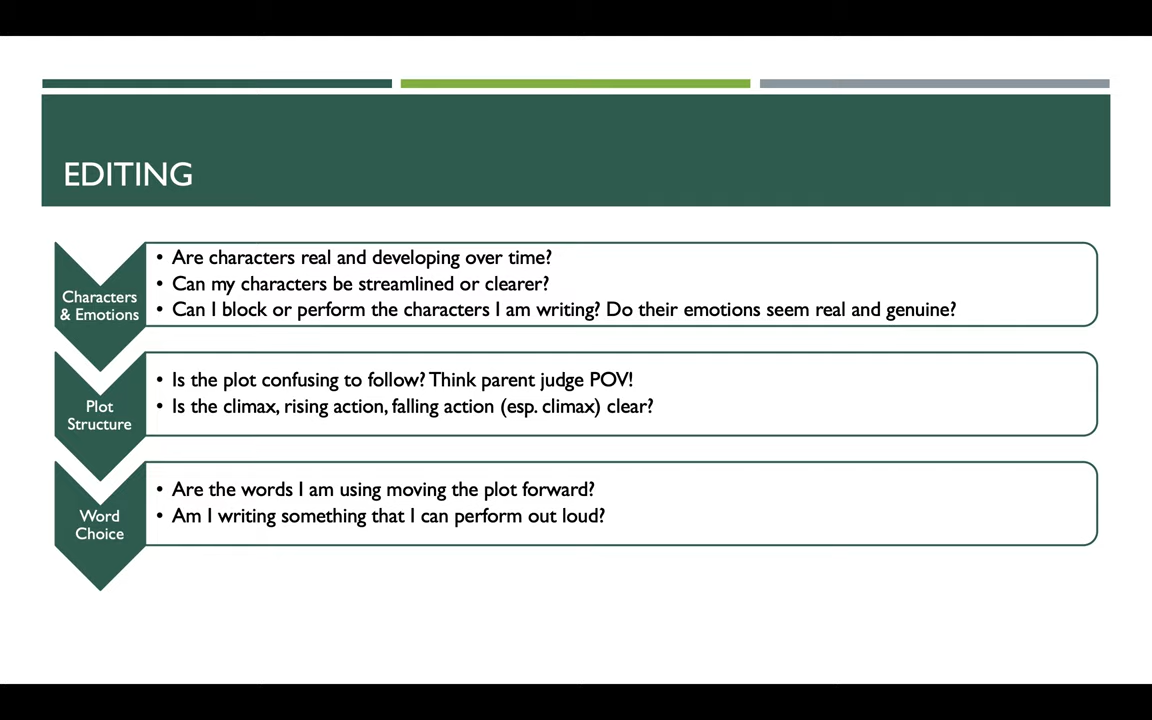 EDITING
Characters
& Emotions
• Are characters real and developing over time?
• Can my characters be streamlined or clearer?
• Can I block or perform the characters I am writing? Do their emotions seem real and genuine?
Plot
Structure
• Is the plot confusing to follow? Think parent judge POV!
• Is the climax, rising action, falling action (esp. climax) clear?
Word
Choice
• Are the words I am using moving the plot forward?
• Am I writing something that I can perform out loud?